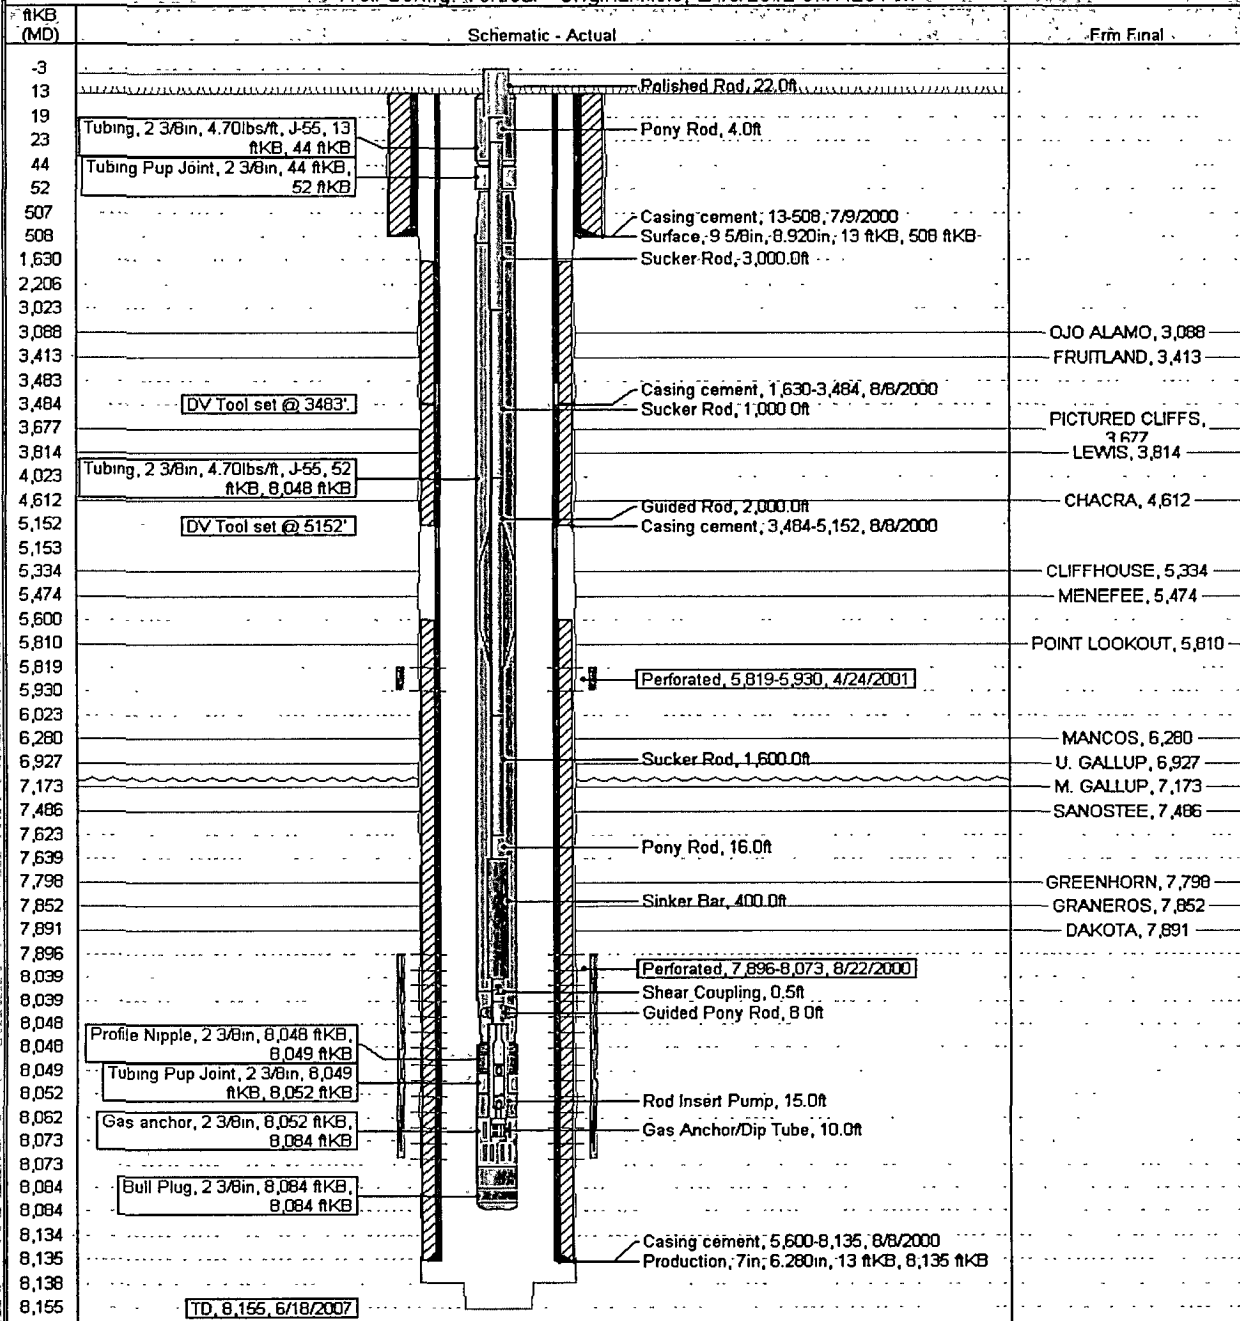 ftKB
(MD)
Schematic - Actual
Frm Final
-3
13
19
23
44
52
507
508
1,630
2,206
3,023
3,088
3,413
3,483
3,484
3,677
3,814
4,023
4,612
5,152
5,153
5,334
5,474
5,600
5,810
5,819
5,930
6,023
6,280
6,927
7,173
7,486
7,623
7,639
7,798
7,852
7,891
7,896
8,039
8,039
8,048
8,048
8,049
8,052
8,062
8,073
8,073
8,084
8,084
8,134
8,135
8,138
8,155
Tubing, 2 3/8in, 4.70lbs/ft, J-55, 13
ftKB, 44 ftKB
Tubing Pup Joint, 2 3/8in, 44 ftKB,
52 ftKB
DV Tool set @ 3483'.
Tubing, 2 3/8in, 4.70lbs/ft, J-55, 52
ftKB, 8,048 ftKB
DV Tool set @ 5152'
Profile Nipple, 2 3/8in, 8,048 ftKB,
8,049 ftKB
Tubing Pup Joint, 2 3/8in, 8,049
ftKB, 8,052 ftKB
Gas anchor, 2 3/8in, 8,052 ftKB,
8,084 ftKB
Bull Plug, 2 3/8in, 8,084 ftKB,
8,084 ftKB
TD, 8,155, 6/18/2007
Polished Rod, 22.0ft
Pony Rod, 4.0ft
Casing cement, 13-508, 7/9/2000
Surface, 9 5/8in, 8.920in, 13 ftKB, 508 ftKB
Sucker Rod, 3,000.0ft
Casing cement, 1,630-3,484, 8/8/2000
Sucker Rod, 1,000.0ft
Guided Rod, 2,000.0ft
Casing cement, 3,484-5,152, 8/8/2000
Perforated, 5,819-5,930, 4/24/2001
Sucker Rod, 1,600.0ft
Pony Rod, 16.0ft
Sinker Bar, 400.0ft
Perforated, 7,896-8,073, 8/22/2000
Shear Coupling, 0.5ft
Guided Pony Rod, 8.0ft
Rod Insert Pump, 15.0ft
Gas Anchor/Dip Tube, 10.0ft
Casing cement, 5,600-8,135, 8/8/2000
Production, 7in, 6.280in, 13 ftKB, 8,135 ftKB
OJO ALAMO, 3,088
FRUITLAND, 3,413
PICTURED CLIFFS,
3,677
LEWIS, 3,814
CHACRA, 4,612
CLIFFHOUSE, 5,334
MENEFEE, 5,474
POINT LOOKOUT, 5,810
MANCOS, 6,280
U. GALLUP, 6,927
M. GALLUP, 7,173
SANOSTEE, 7,486
GREENHORN, 7,798
GRANEROS, 7,852
DAKOTA, 7,891